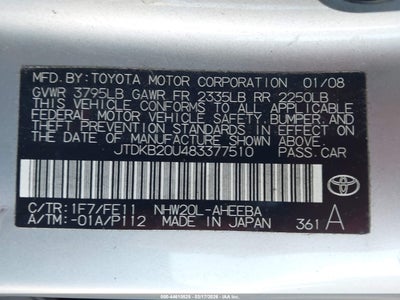 MFD. BY: TOYOTA MOTOR CORPORATION 01/08
GVWR 3795LB GAWR FR 2335LB RR 2250LB
THIS VEHICLE CONFORMS TO ALL APPLICABLE
FEDERAL MOTOR VEHICLE SAFETY, BUMPER, AND
THEFT PREVENTION STANDARDS IN EFFECT ON THE
DATE OF MANUFACTURE SHOWN ABOVE.
JTDKB20U483377510 PASS. CAR
C/TR: 1F7/FE11 NHW20L-AHEEBA
A/TM: -01A/P112 MADE IN JAPAN 361 A
TOYOTA